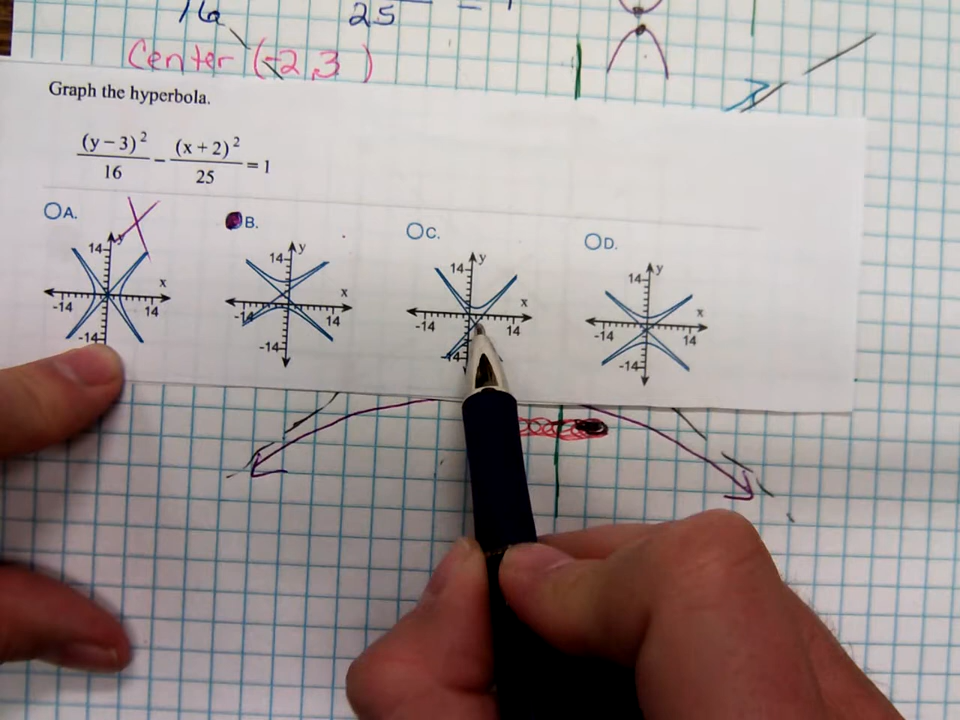 16 25 = 1
Center (-2,3)
Graph the hyperbola.
(y − 3)² / 16 − (x + 2)² / 25 = 1
A. B. C. D.
14 y x -14 14 -14
14 y x -14 14 -14
14 y x -14 14 -14
14 y x -14 14 -14